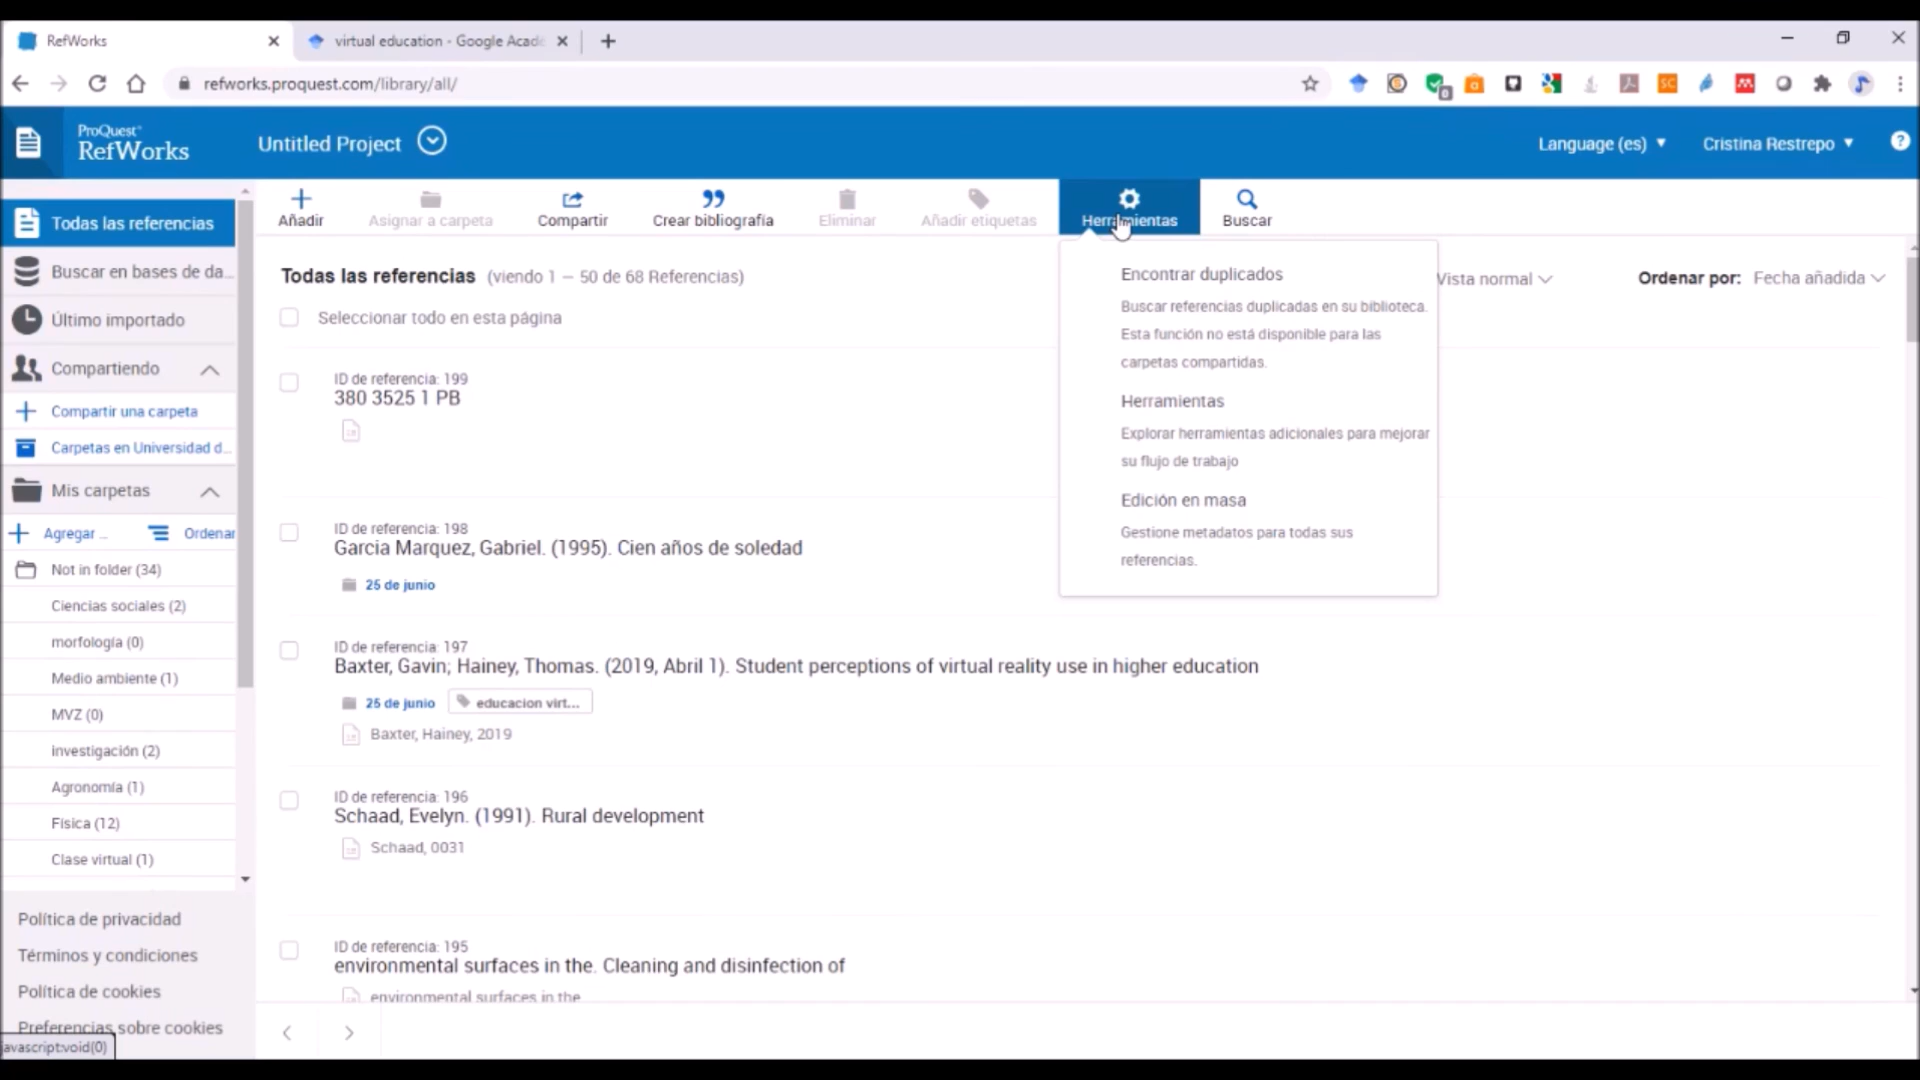 RefWorks
virtual education - Google Acad
refworks.proquest.com/library/all/
ProQuest
RefWorks
Untitled Project
Language (es)
Cristina Restrepo
Todas las referencias
Buscar en bases de da...
Último importado
Compartiendo
Compartir una carpeta
Carpetas en Universidad d...
Mis carpetas
Agregar ... Ordenar
Not in folder (34)
Ciencias sociales (2)
morfología (0)
Medio ambiente (1)
MVZ (0)
investigación (2)
Agronomía (1)
Física (12)
Clase virtual (1)
Política de privacidad
Términos y condiciones
Política de cookies
Preferencias sobre cookies
javascript:void(0)
Añadir
Asignar a carpeta
Compartir
Crear bibliografía
Eliminar
Añadir etiquetas
Herramientas
Buscar
Todas las referencias (viendo 1 — 50 de 68 Referencias)
Vista normal
Ordenar por: Fecha añadida
Seleccionar todo en esta página
Encontrar duplicados
Buscar referencias duplicadas en su biblioteca.
Esta función no está disponible para las
carpetas compartidas.
Herramientas
Explorar herramientas adicionales para mejorar
su flujo de trabajo
Edición en masa
Gestione metadatos para todas sus
referencias.
ID de referencia: 199
380 3525 1 PB
ID de referencia: 198
Garcia Marquez, Gabriel. (1995). Cien años de soledad
25 de junio
ID de referencia: 197
Baxter, Gavin; Hainey, Thomas. (2019, Abril 1). Student perceptions of virtual reality use in higher education
25 de junio educacion virt...
Baxter, Hainey, 2019
ID de referencia: 196
Schaad, Evelyn. (1991). Rural development
Schaad, 0031
ID de referencia: 195
environmental surfaces in the. Cleaning and disinfection of
environmental surfaces in the